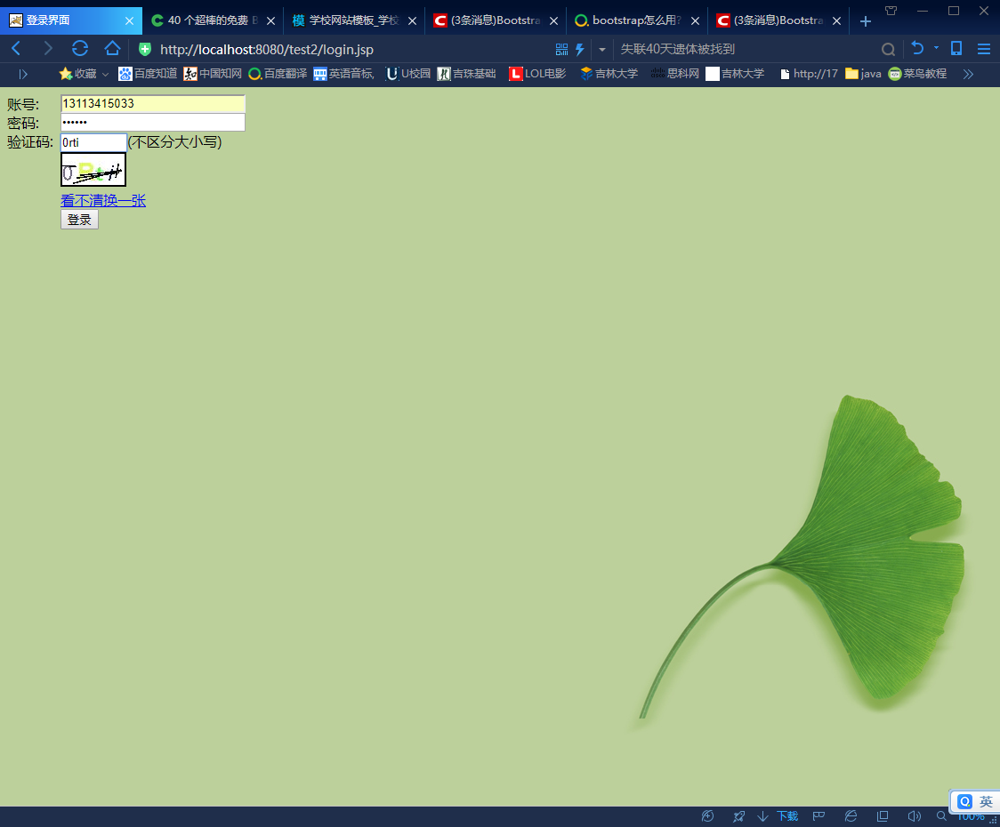 登录界面
40 个超棒的免费 B
模 学校网站模板_学校
(3条消息)Bootstra
bootstrap怎么用?
(3条消息)Bootstra
http://localhost:8080/test2/login.jsp
失联40天遗体被找到
收藏
百度知道
中国知网
百度翻译
英语音标,
U校园
吉珠基础
LOL电影
吉林大学
思科网
吉林大学
http://17
java
菜鸟教程
账号: 13113415033
密码: ••••••
验证码: 0rti (不区分大小写)
0Rti
看不清换一张
登录
英
下载
100%